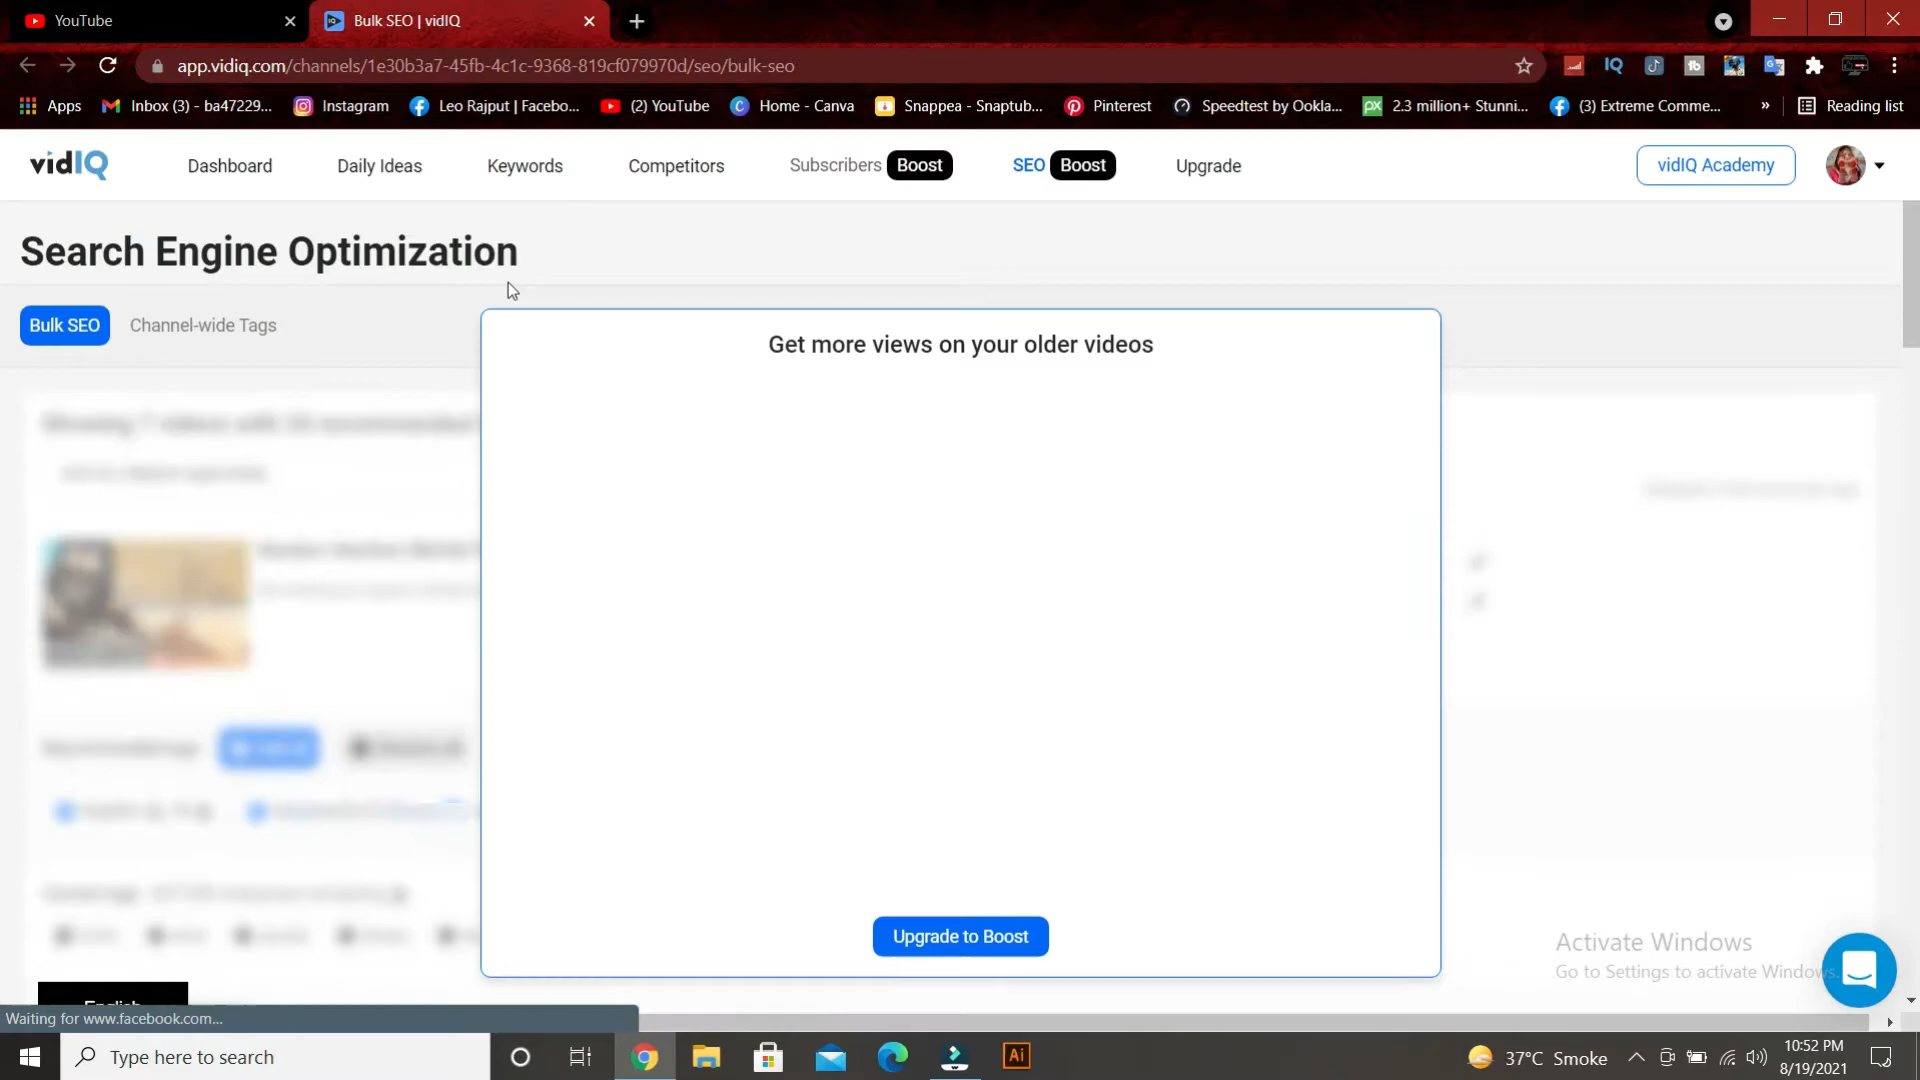 YouTube
Bulk SEO | vidIQ
app.vidiq.com/channels/1e30b3a7-45fb-4c1c-9368-819cf079970d/seo/bulk-seo
Apps
Inbox (3) - ba47229...
Instagram
Leo Rajput | Facebo...
(2) YouTube
Home - Canva
Snappea - Snaptub...
Pinterest
Speedtest by Ookla...
2.3 million+ Stunni...
(3) Extreme Comme...
»
Reading list
vidIQ
Dashboard
Daily Ideas
Keywords
Competitors
Subscribers Boost
SEO Boost
Upgrade
vidIQ Academy
Search Engine Optimization
Bulk SEO
Channel-wide Tags
Get more views on your older videos
Upgrade to Boost
Activate Windows
Go to Settings to activate Windows.
English
Waiting for www.facebook.com...
Type here to search
Ai
37°C Smoke
10:52 PM
8/19/2021